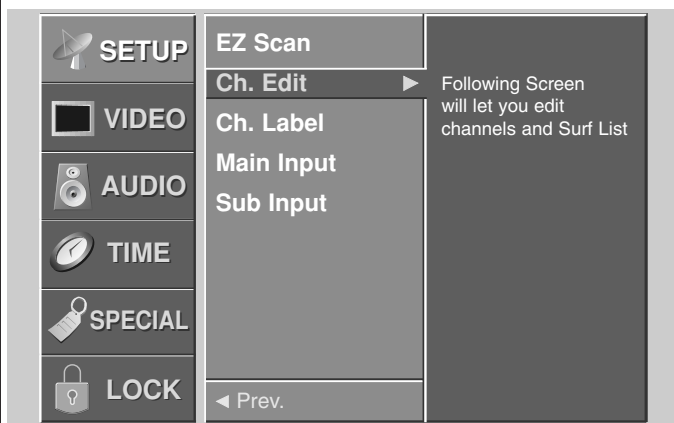 SETUP
VIDEO
AUDIO
TIME
SPECIAL
LOCK
EZ Scan
Ch. Edit ►
Ch. Label
Main Input
Sub Input
◄ Prev.
Following Screen
will let you edit
channels and Surf List